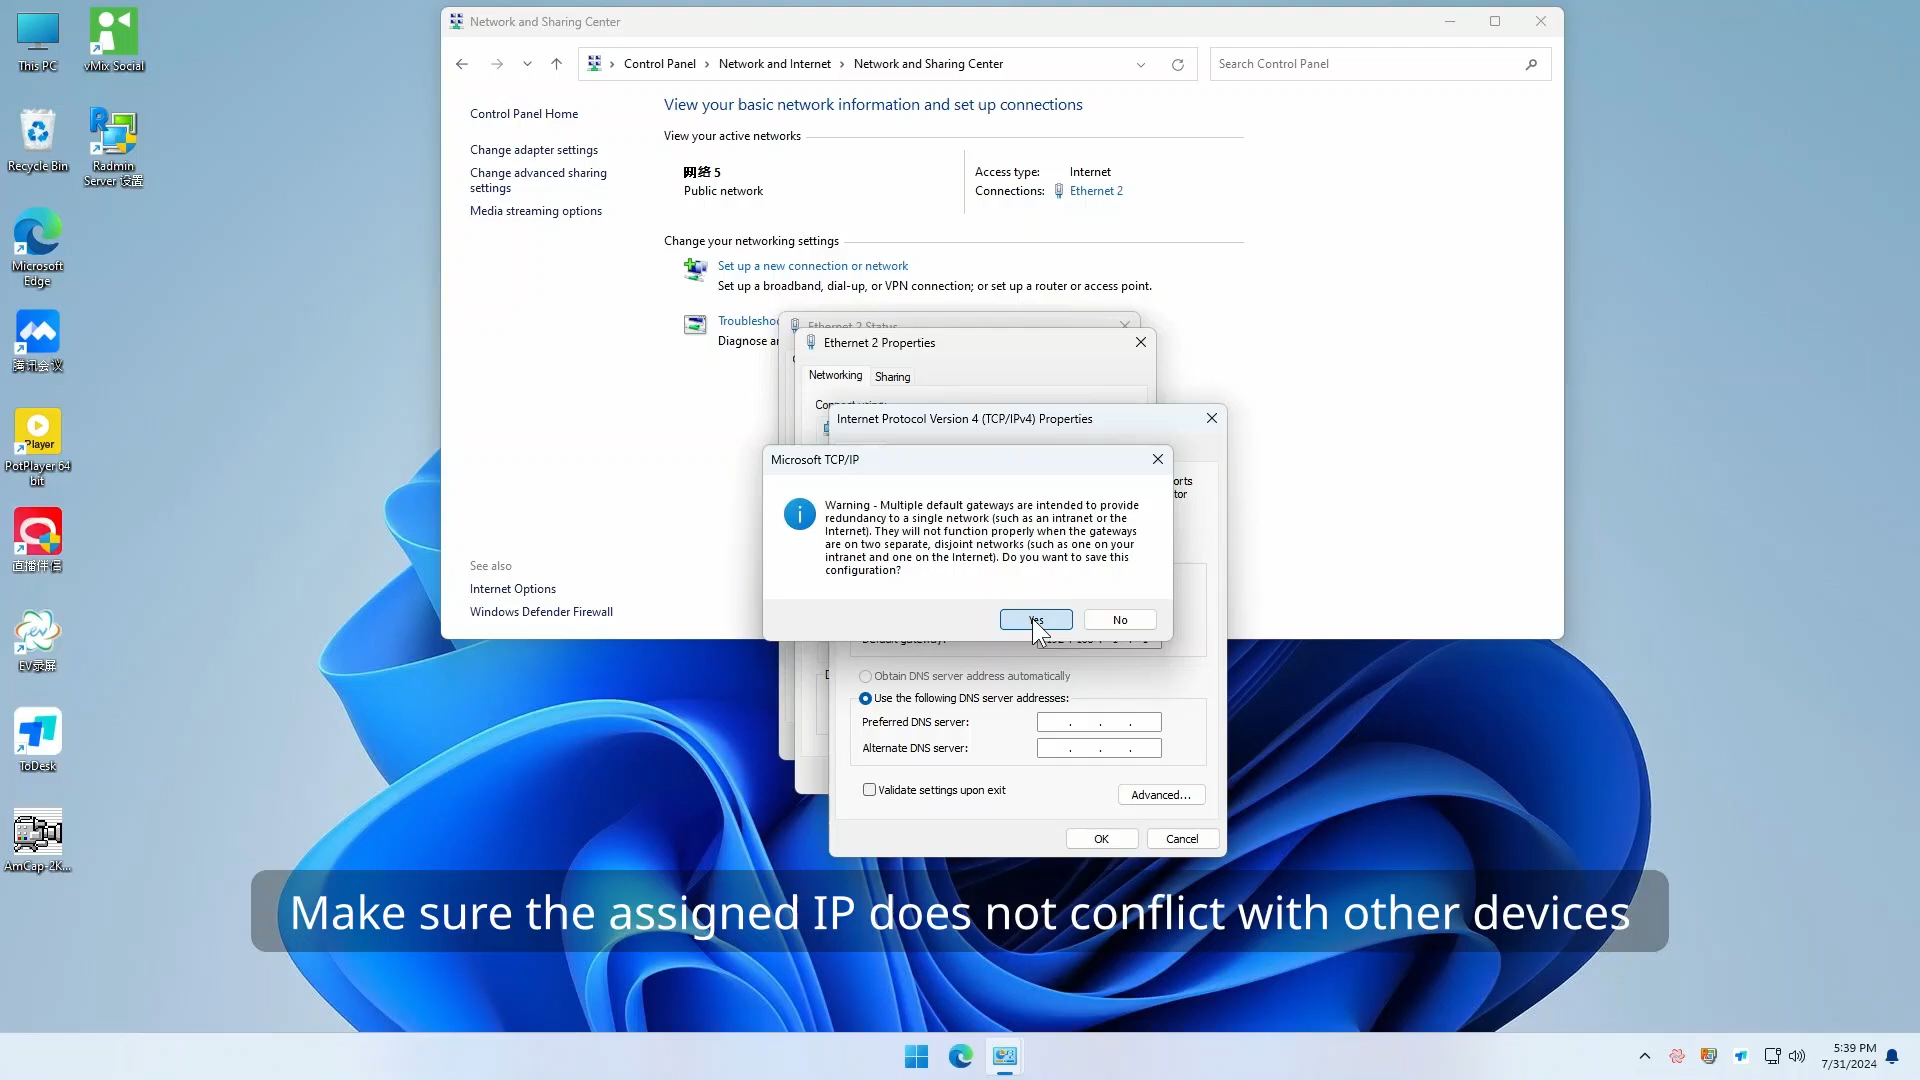 This PC
vMix Social
Recycle Bin
Radmin
Server 设置
Microsoft
Edge
腾讯会议
Player
PotPlayer 64
bit
直播伴侣
EV录屏
ToDesk
AmCap-2K...
Network and Sharing Center
Control Panel
Network and Internet
Network and Sharing Center
Search Control Panel
Control Panel Home
Change adapter settings
Change advanced sharing
settings
Media streaming options
See also
Internet Options
Windows Defender Firewall
View your basic network information and set up connections
View your active networks
网络 5
Public network
Access type:
Internet
Connections:
Ethernet 2
Change your networking settings
Set up a new connection or network
Set up a broadband, dial-up, or VPN connection; or set up a router or access point.
Ethernet 2 Status
Ethernet 2 Properties
Networking
Sharing
Internet Protocol Version 4 (TCP/IPv4) Properties
Microsoft TCP/IP
Warning - Multiple default gateways are intended to provide
redundancy to a single network (such as an intranet or the
Internet). They will not function properly when the gateways
are on two separate, disjoint networks (such as one on your
intranet and one on the Internet). Do you want to save this
configuration?
Yes
No
Obtain DNS server address automatically
Use the following DNS server addresses:
Preferred DNS server:
Alternate DNS server:
Validate settings upon exit
Advanced...
OK
Cancel
Make sure the assigned IP does not conflict with other devices
5:39 PM
7/31/2024